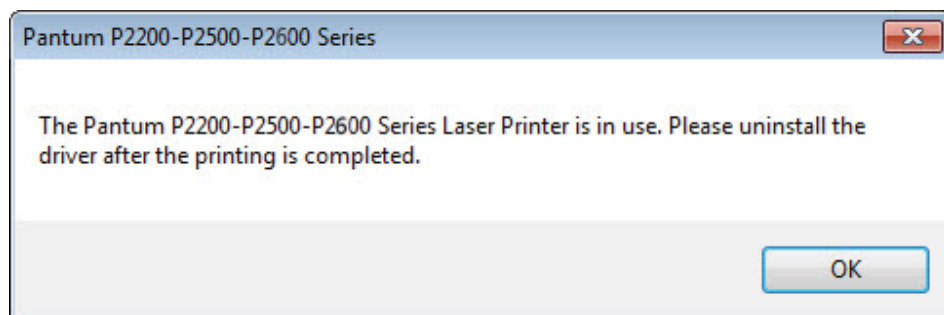 Pantum P2200-P2500-P2600 Series
The Pantum P2200-P2500-P2600 Series Laser Printer is in use. Please uninstall the
driver after the printing is completed.
OK